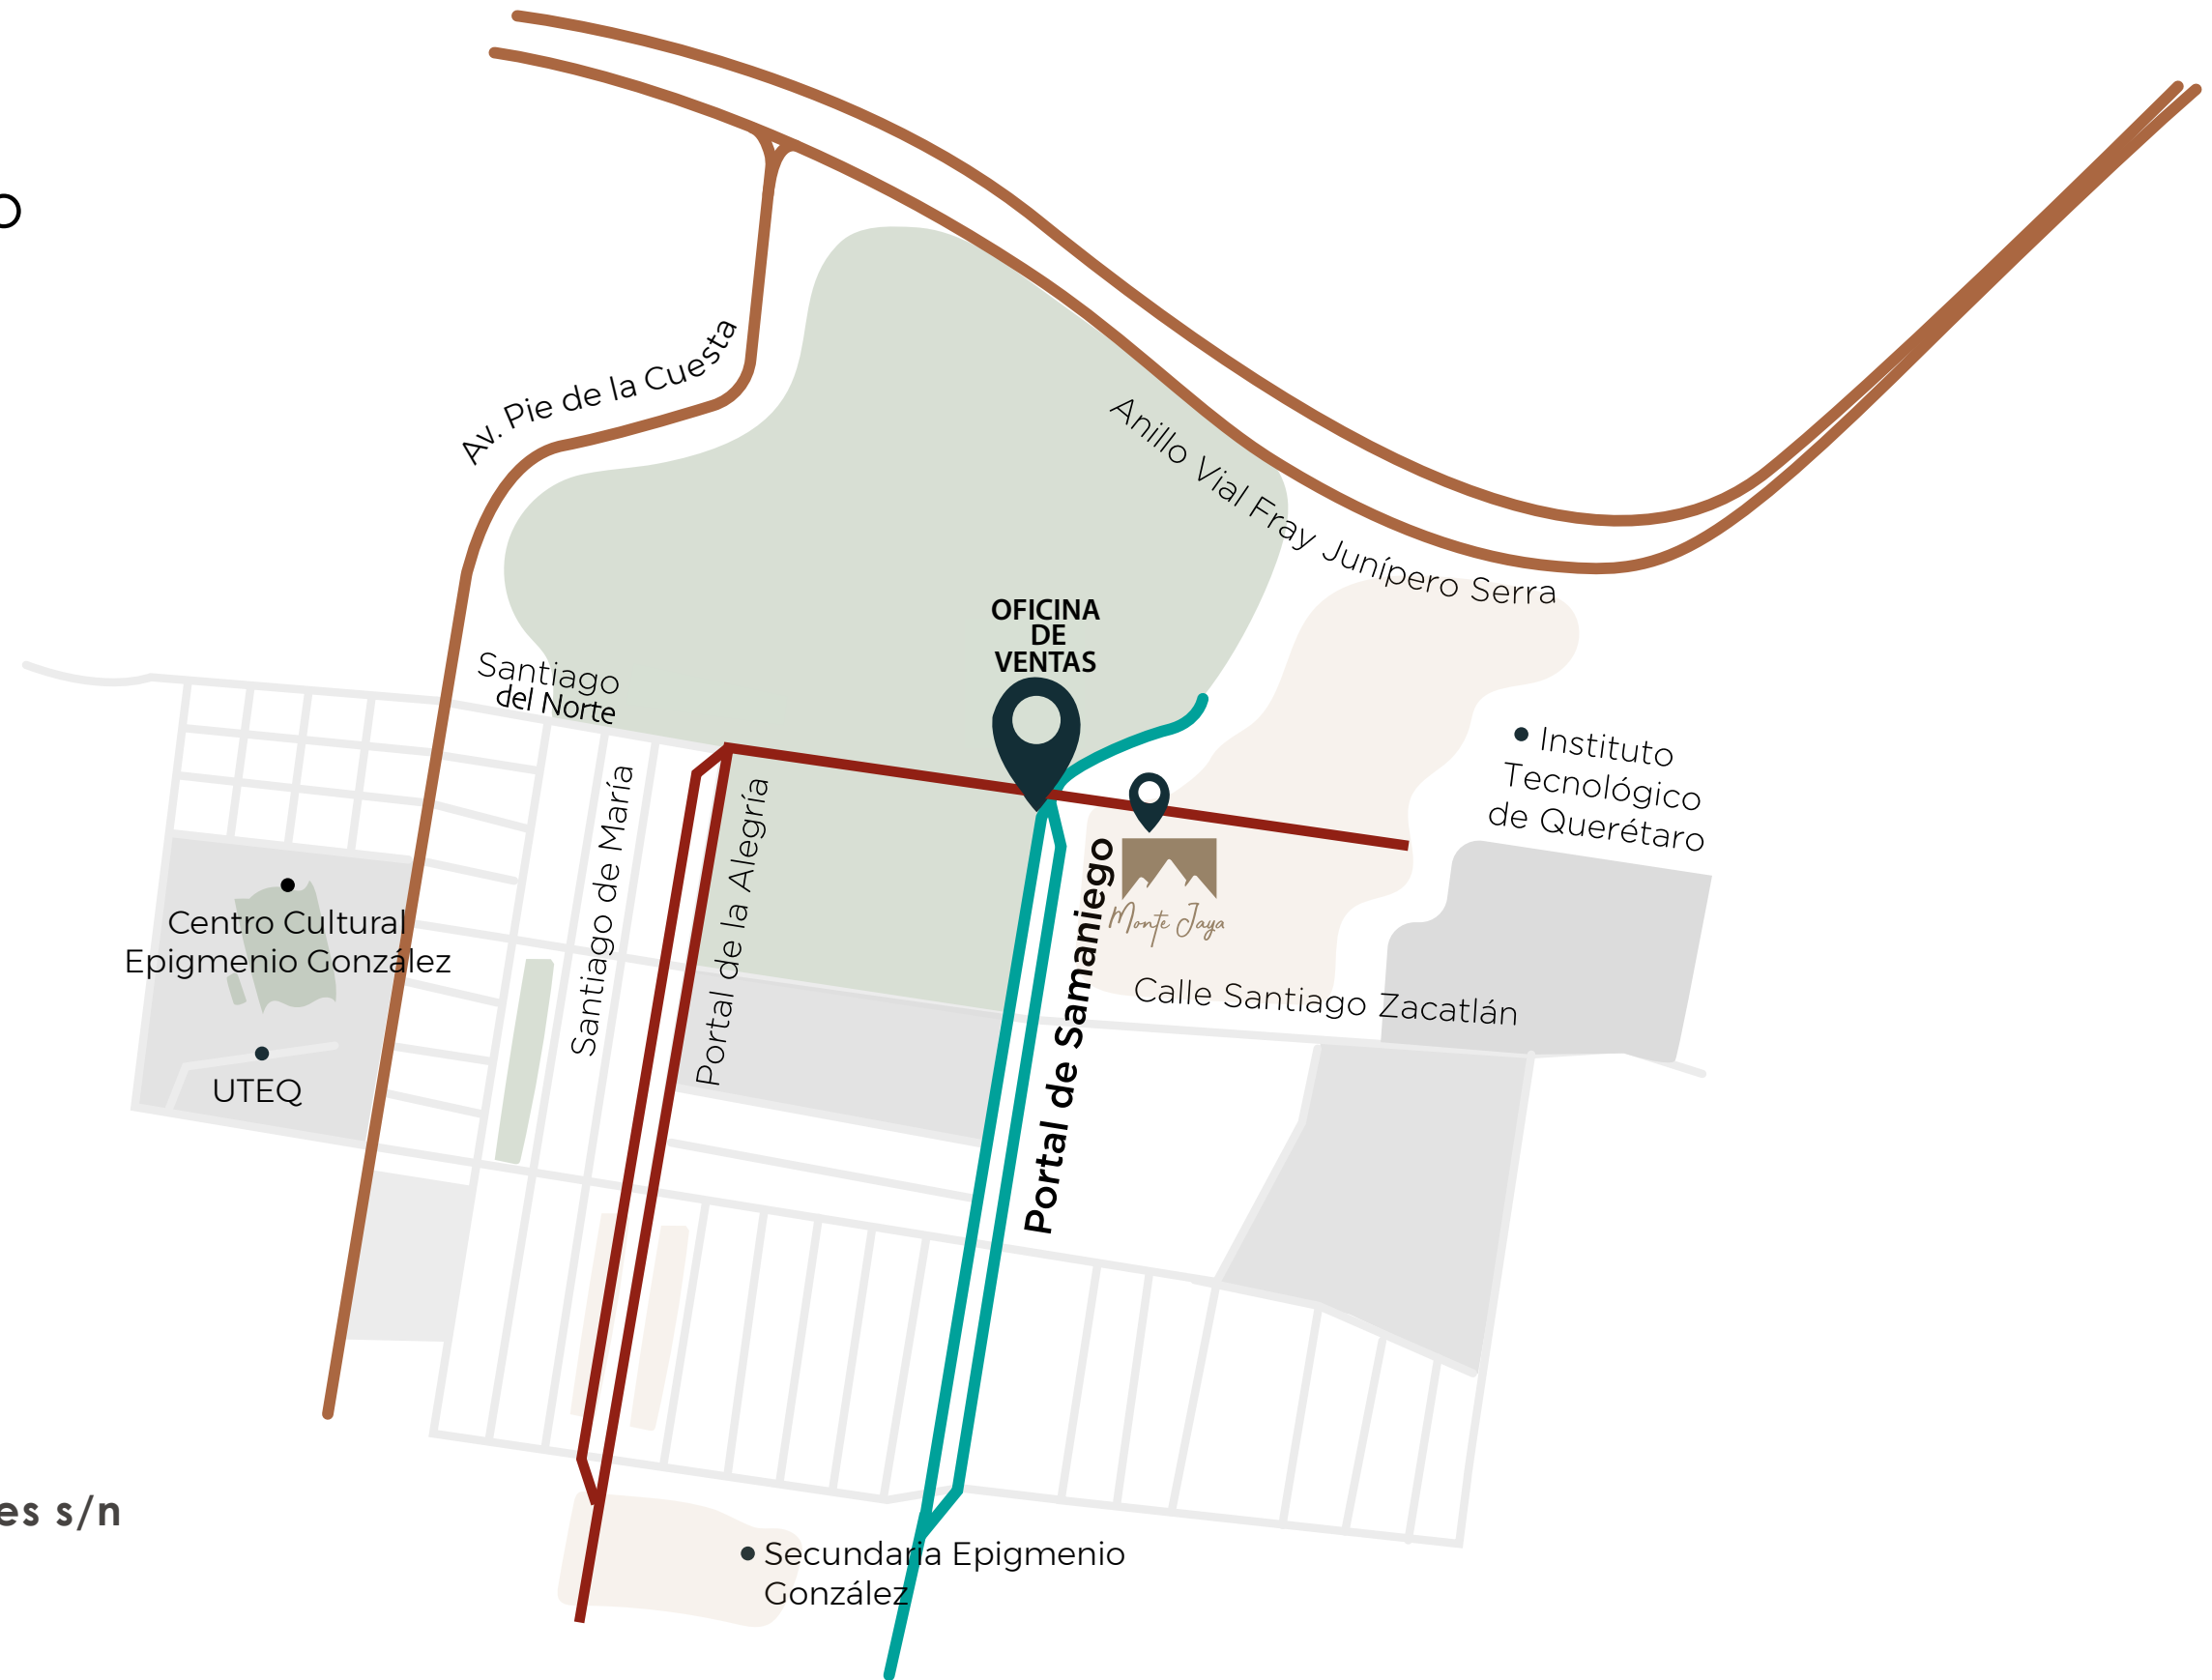 o
Av. Pie de la Cuesta
Anillo Vial Fray Junípero Serra
OFICINA
DE
VENTAS
Santiago
del Norte
Instituto
Tecnológico
de Querétaro
Santiago de María
Portal de la Alegría
Portal de Samaniego
Monte Jaya
Centro Cultural
Epigmenio González
Calle Santiago Zacatlán
UTEQ
es s/n
Secundaria Epigmenio
González